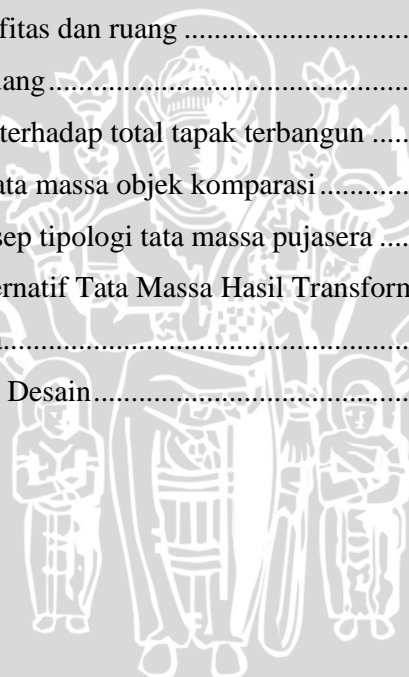 fitas dan ruang ..............................
uang ...............................................
terhadap total tapak terbangun .....
ata massa objek komparasi ............
sep tipologi tata massa pujasera ....
ernatif Tata Massa Hasil Transform
....................................................
Desain .........................................